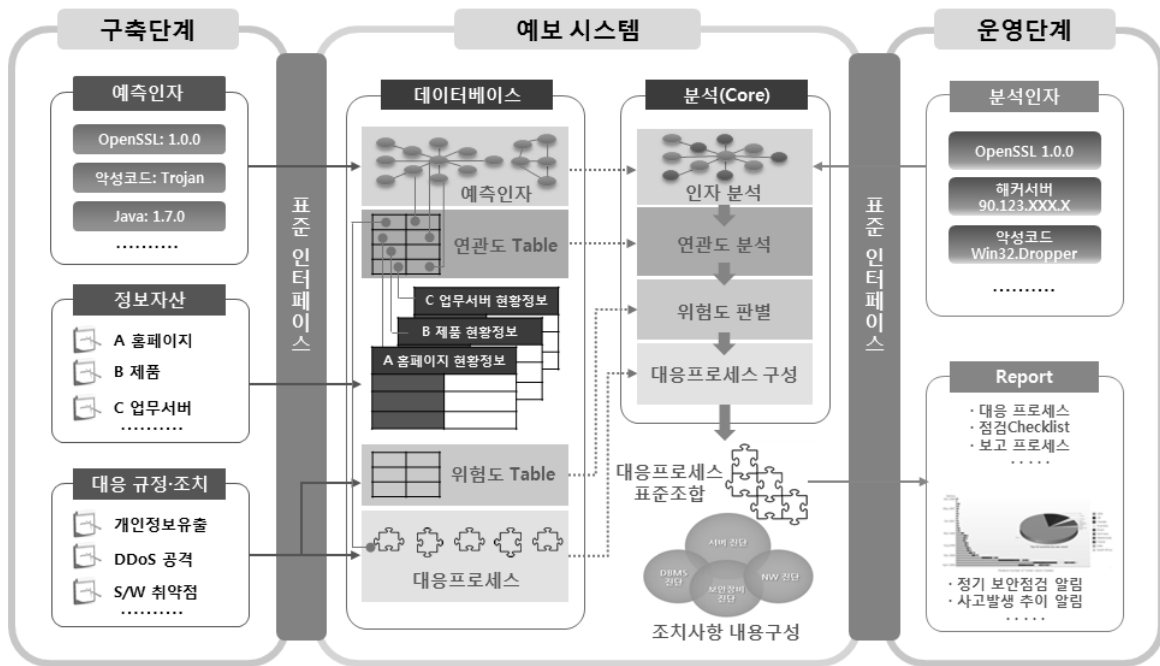 구축단계
예측인자
OpenSSL: 1.0.0
악성코드: Trojan
Java: 1.7.0
··········
정보자산
A 홈페이지
B 제품
C 업무서버
··········
대응 규정·조치
개인정보유출
DDoS 공격
S/W 취약점
··········
표준 인터페이스
예보 시스템
데이터베이스
예측인자
연관도 Table
C 업무서버 현황정보
B 제품 현황정보
A 홈페이지 현황정보
위험도 Table
대응프로세스
분석(Core)
인자 분석
연관도 분석
위험도 판별
대응프로세스 구성
대응프로세스
표준조합
서버 진단
DBMS
진단
보안장비
진단
NW 진단
조치사항 내용구성
표준 인터페이스
운영단계
분석인자
OpenSSL 1.0.0
해커서버
90.123.XXX.X
악성코드
Win32.Dropper
··········
Report
· 대응 프로세스
· 점검Checklist
· 보고 프로세스
· · · · ·
· 정기 보안점검 알림
· 사고발생 추이 알림
· · · · ·